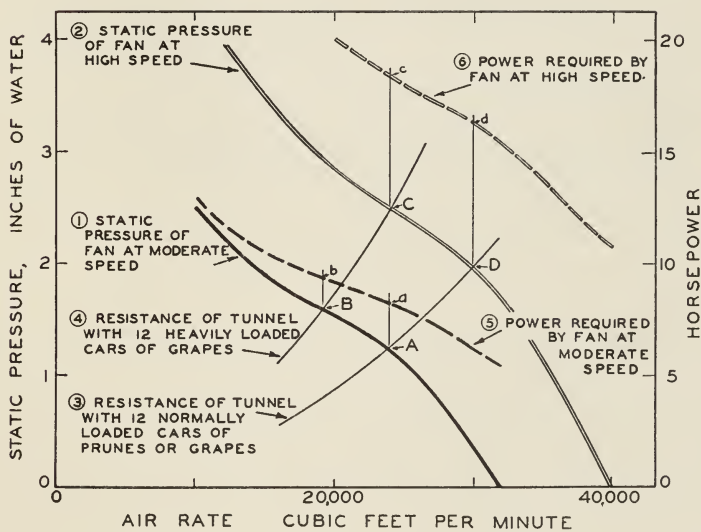 ② STATIC PRESSURE
OF FAN AT
HIGH SPEED
⑥ POWER REQUIRED BY
FAN AT HIGH SPEED.
① STATIC
PRESSURE OF
FAN AT MODERATE
SPEED
④ RESISTANCE OF TUNNEL
WITH 12 HEAVILY LOADED
CARS OF GRAPES
⑤ POWER REQUIRED
BY FAN AT
MODERATE
SPEED
③ RESISTANCE OF TUNNEL
WITH 12 NORMALLY
LOADED CARS OF
PRUNES OR GRAPES
c
d
C
D
b
B
a
A
STATIC PRESSURE, INCHES OF WATER
4
3
2
1
0
HORSEPOWER
20
15
10
5
0
0
20,000
40,000
AIR RATE CUBIC FEET PER MINUTE